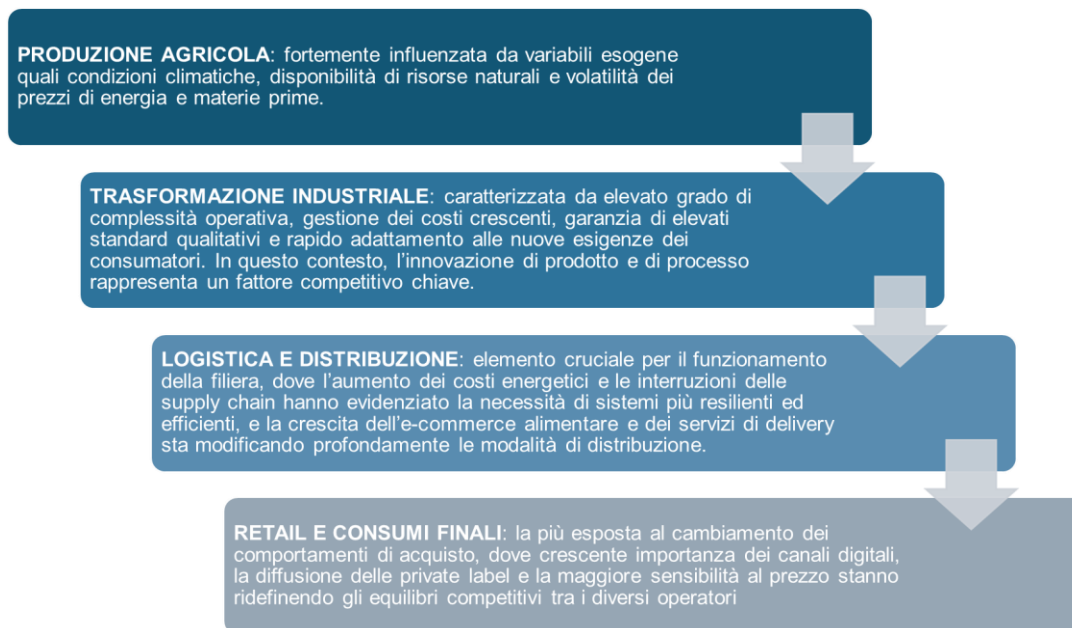 PRODUZIONE AGRICOLA: fortemente influenzata da variabili esogene
quali condizioni climatiche, disponibilità di risorse naturali e volatilità dei
prezzi di energia e materie prime.
TRASFORMAZIONE INDUSTRIALE: caratterizzata da elevato grado di
complessità operativa, gestione dei costi crescenti, garanzia di elevati
standard qualitativi e rapido adattamento alle nuove esigenze dei
consumatori. In questo contesto, l’innovazione di prodotto e di processo
rappresenta un fattore competitivo chiave.
LOGISTICA E DISTRIBUZIONE: elemento cruciale per il funzionamento
della filiera, dove l’aumento dei costi energetici e le interruzioni delle
supply chain hanno evidenziato la necessità di sistemi più resilienti ed
efficienti, e la crescita dell’e-commerce alimentare e dei servizi di delivery
sta modificando profondamente le modalità di distribuzione.
RETAIL E CONSUMI FINALI: la più esposta al cambiamento dei
comportamenti di acquisto, dove crescente importanza dei canali digitali,
la diffusione delle private label e la maggiore sensibilità al prezzo stanno
ridefinendo gli equilibri competitivi tra i diversi operatori